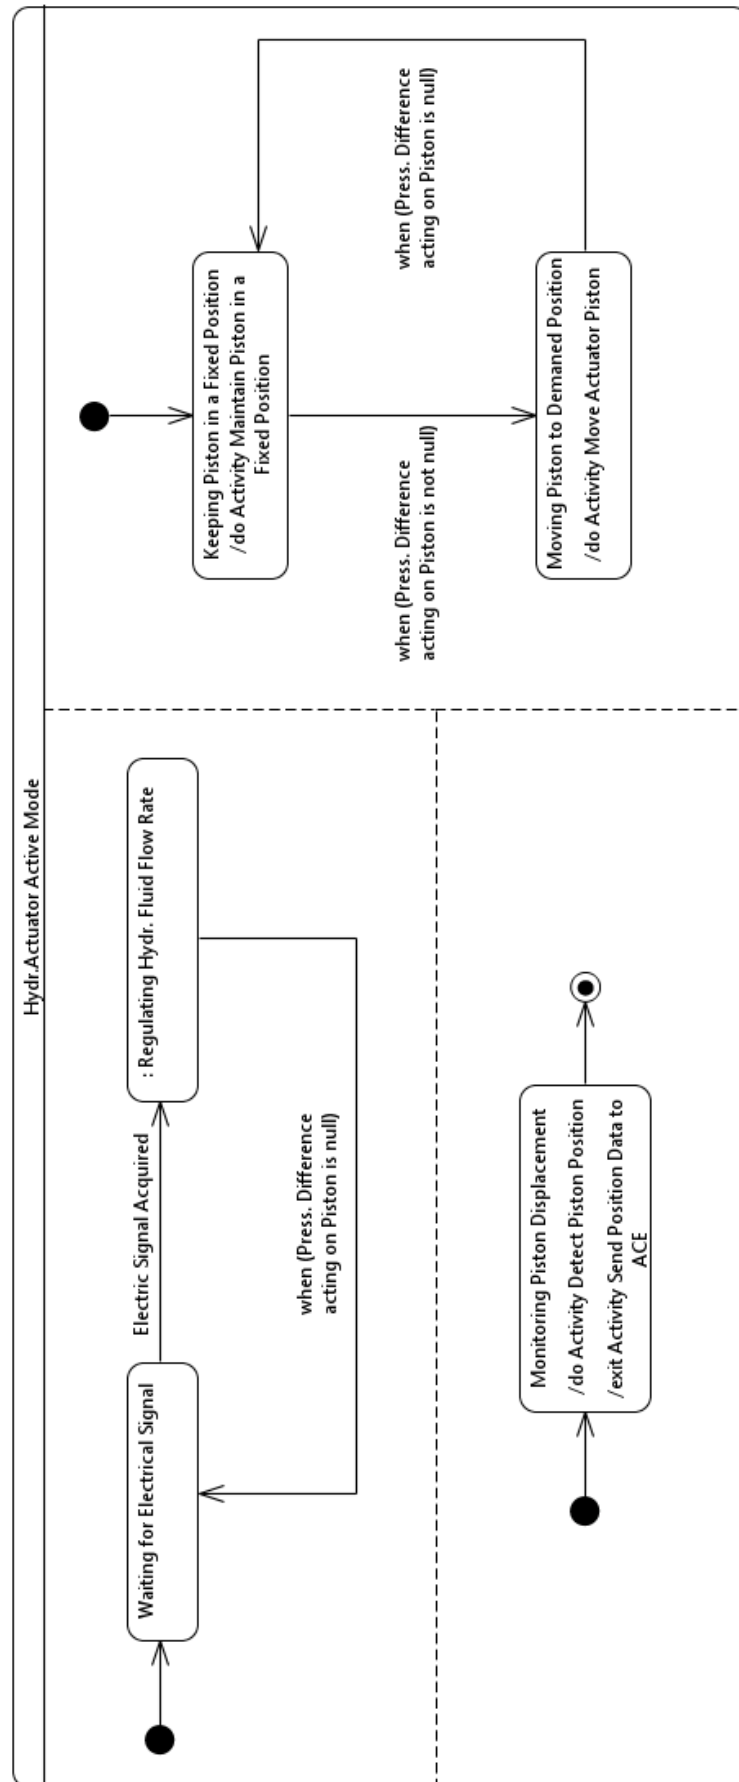 Hydr.Actuator Active Mode
Waiting for Electrical Signal
Electric Signal Acquired
: Regulating Hydr. Fluid Flow Rate
when (Press. Difference
acting on Piston is null)
Monitoring Piston Displacement
/do Activity Detect Piston Position
/exit Activity Send Position Data to
ACE
Keeping Piston in a Fixed Position
/do Activity Maintain Piston in a
Fixed Position
when (Press. Difference
acting on Piston is not null)
when (Press. Difference
acting on Piston is null)
Moving Piston to Demaned Position
/do Activity Move Actuator Piston